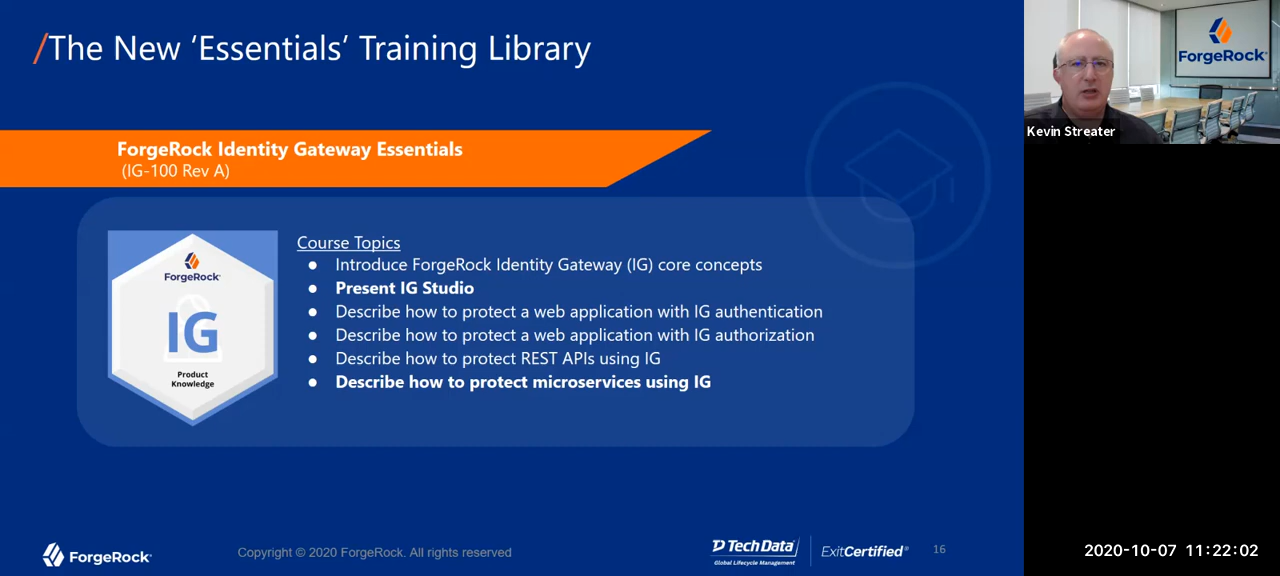 /The New ‘Essentials’ Training Library
ForgeRock Identity Gateway Essentials
(IG-100 Rev A)
ForgeRock
IG
Product
Knowledge
Course Topics
● Introduce ForgeRock Identity Gateway (IG) core concepts
● Present IG Studio
● Describe how to protect a web application with IG authentication
● Describe how to protect a web application with IG authorization
● Describe how to protect REST APIs using IG
● Describe how to protect microservices using IG
ForgeRock
Copyright © 2020 ForgeRock. All rights reserved
Tech Data
Global Lifecycle Management
ExitCertified®
16
ForgeRock
Kevin Streater
2020-10-07 11:22:02